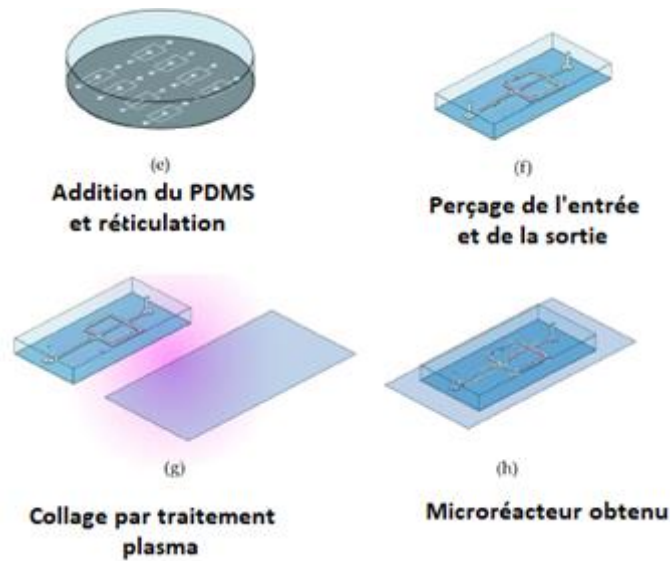 (e)
Addition du PDMS
et réticulation
(f)
Perçage de l'entrée
et de la sortie
(g)
Collage par traitement
plasma
(h)
Microréacteur obtenu